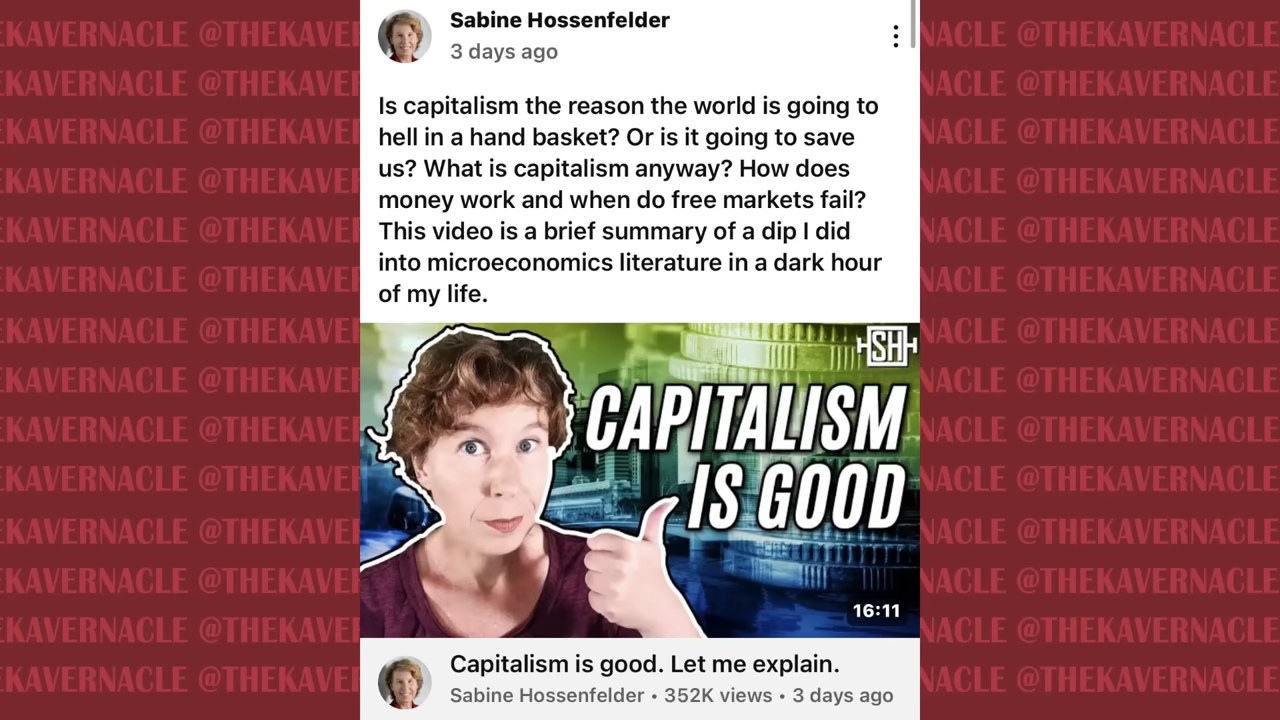 EKAVERNACLE @THEKAVERNACLE @THEKAVERNACLE
Sabine Hossenfelder
3 days ago
Is capitalism the reason the world is going to
hell in a hand basket? Or is it going to save
us? What is capitalism anyway? How does
money work and when do free markets fail?
This video is a brief summary of a dip I did
into microeconomics literature in a dark hour
of my life.
SH
CAPITALISM
IS GOOD
16:11
Capitalism is good. Let me explain.
Sabine Hossenfelder • 352K views • 3 days ago